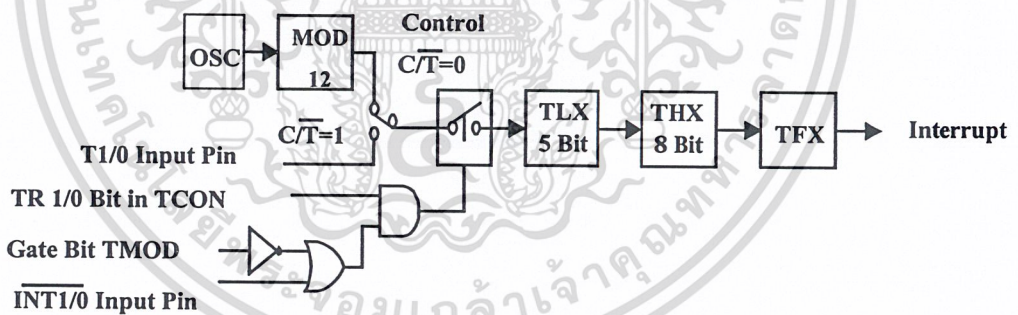 OSC
MOD
12
Control
C/T̅=0
C/T̅=1
T1/0 Input Pin
TLX
5 Bit
THX
8 Bit
TFX
Interrupt
TR 1/0 Bit in TCON
Gate Bit TMOD
I̅N̅T̅1̅/̅0̅ Input Pin